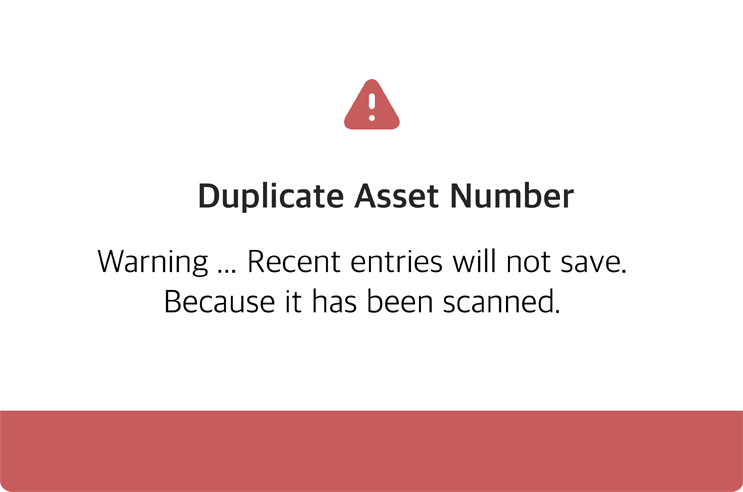 Duplicate Asset Number
Warning ... Recent entries will not save.
Because it has been scanned.